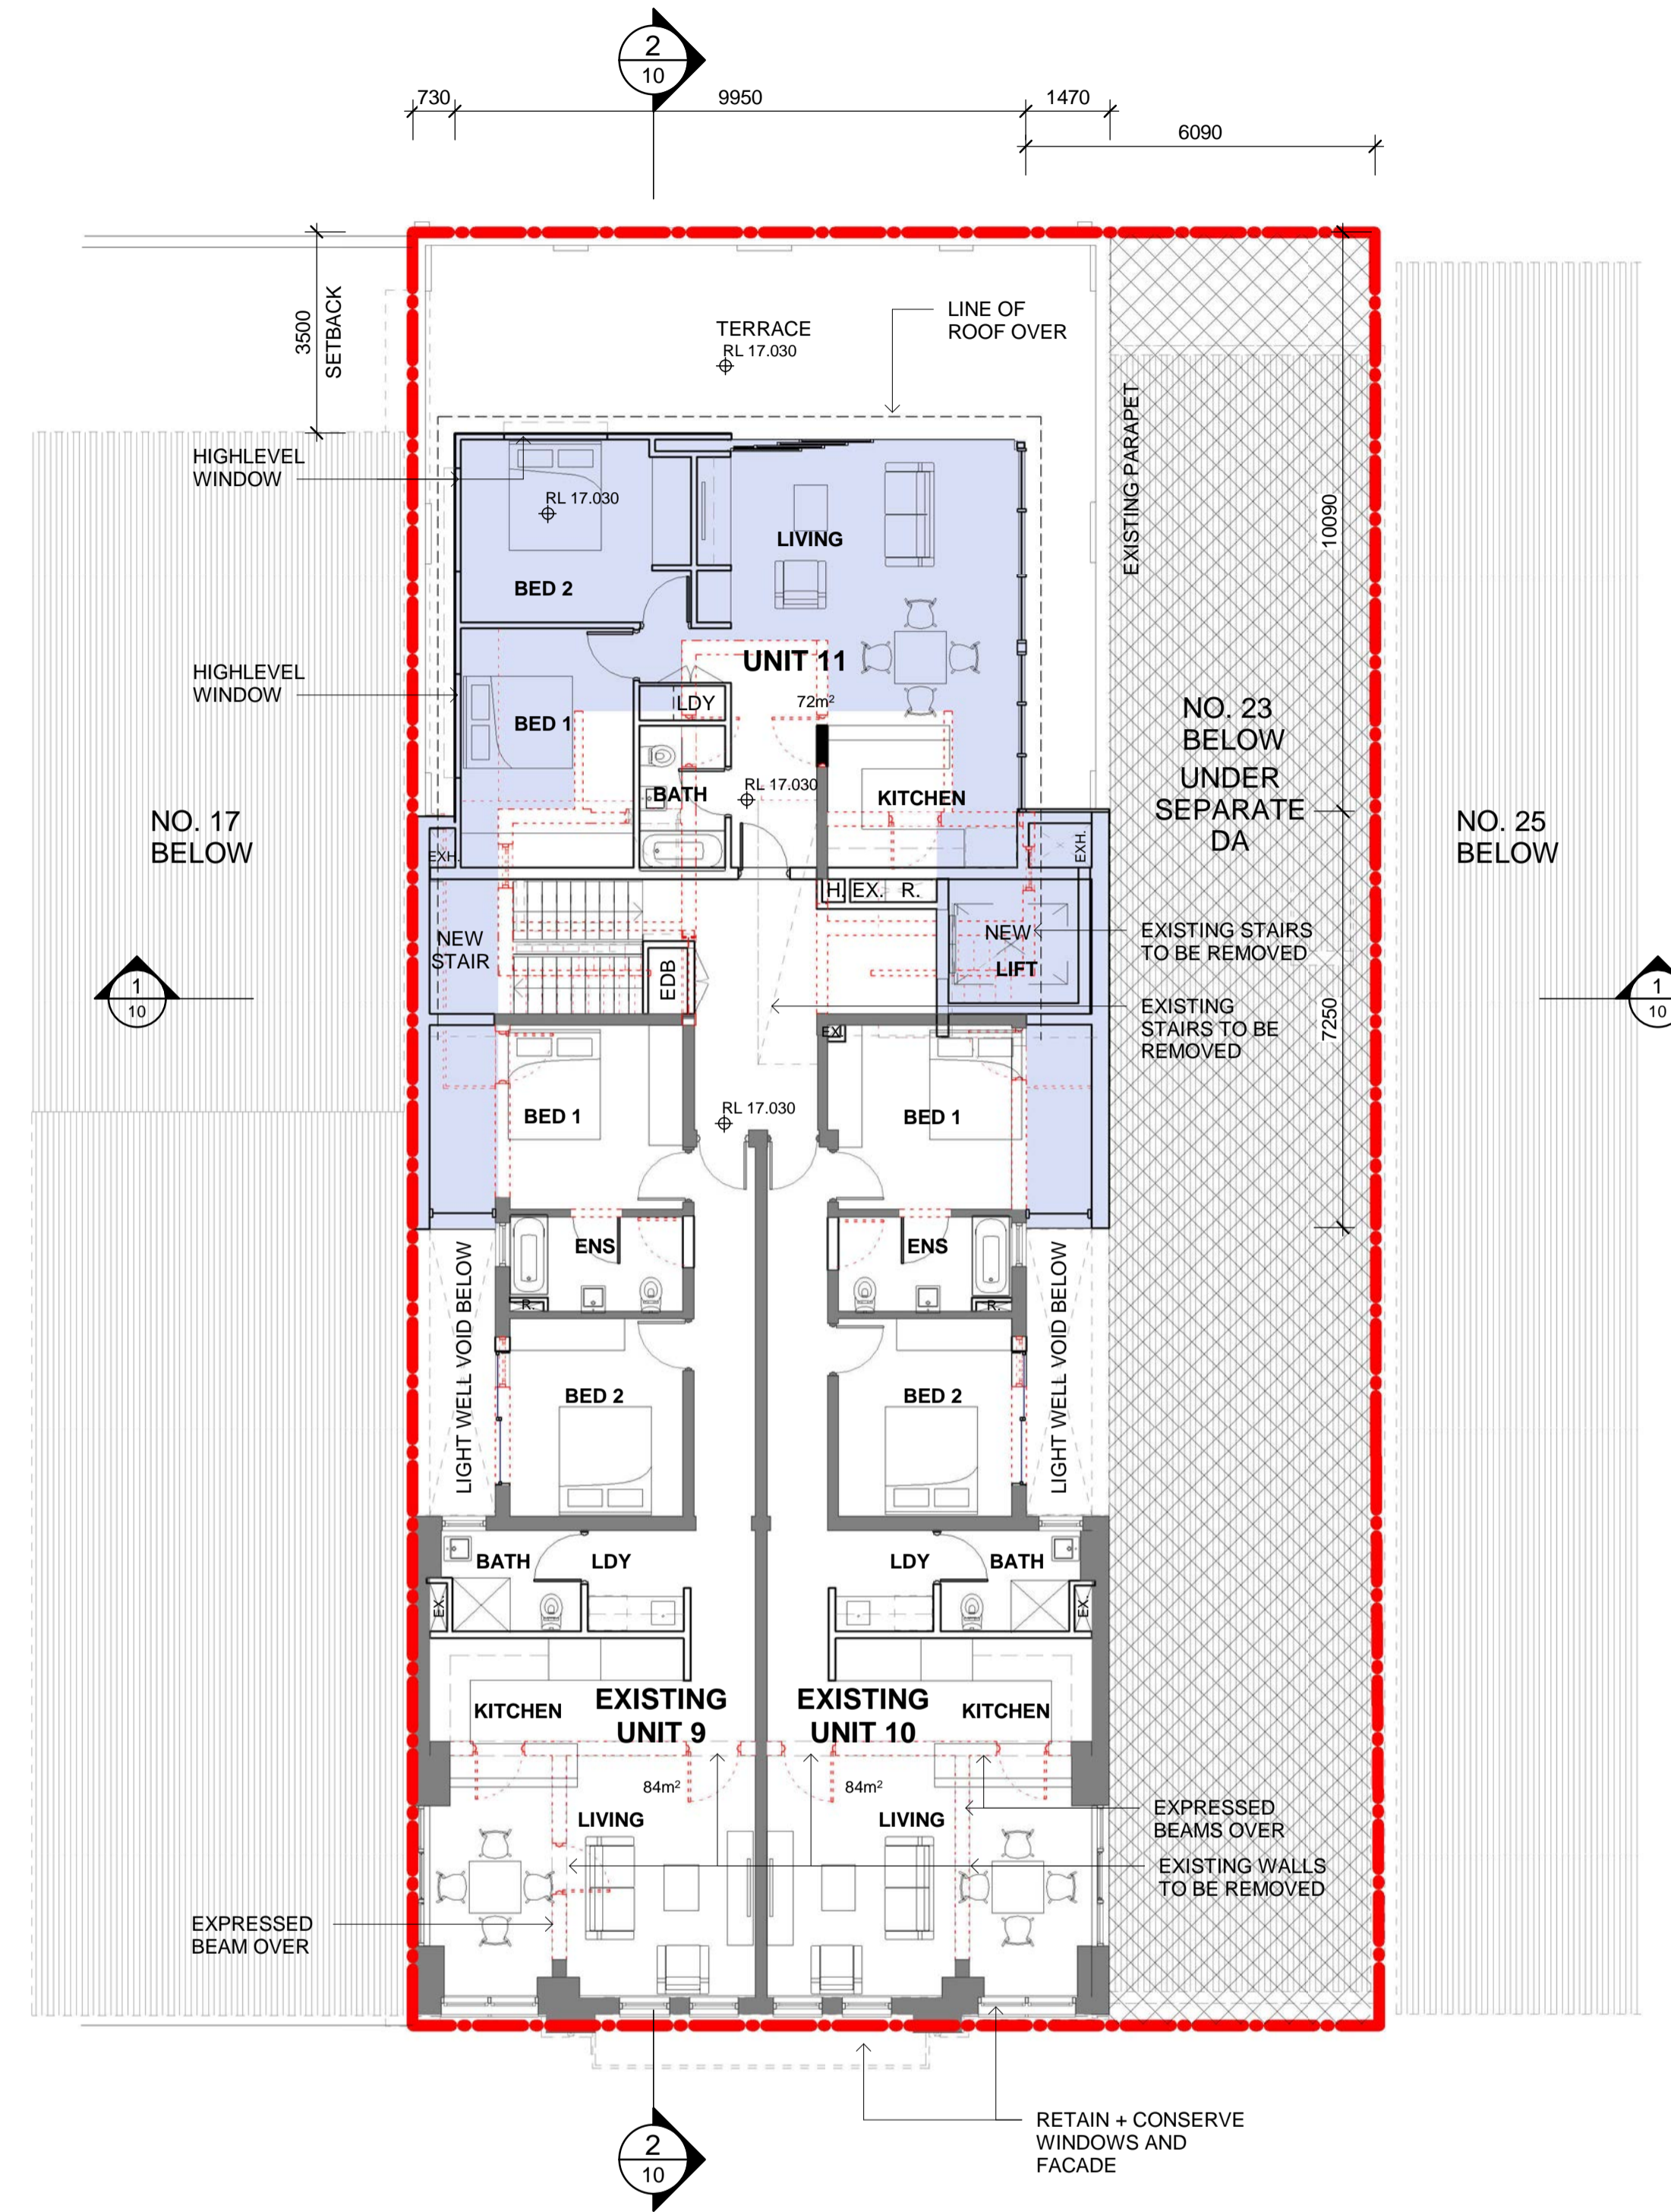 2
10
730
9950
1470
6090
3500
SETBACK
TERRACE
RL 17.030
LINE OF
ROOF OVER
EXISTING PARAPET
10090
HIGHLEVEL
WINDOW
RL 17.030
BED 2
LIVING
UNIT 11
72m²
HIGHLEVEL
WINDOW
BED 1
LDY
BATH
RL 17.030
KITCHEN
NO. 23
BELOW
UNDER
SEPARATE
DA
NO. 17
BELOW
NO. 25
BELOW
EXH.
EXH.
H.
EX.
R.
NEW
STAIR
EDB
NEW
LIFT
EXISTING STAIRS
TO BE REMOVED
1
10
1
10
EXISTING
STAIRS TO BE
REMOVED
7250
EX.
BED 1
RL 17.030
BED 1
ENS
ENS
R.
R.
LIGHT WELL VOID BELOW
LIGHT WELL VOID BELOW
BED 2
BED 2
BATH
LDY
LDY
BATH
EX.
EX.
KITCHEN
EXISTING
UNIT 9
EXISTING
UNIT 10
KITCHEN
84m²
84m²
LIVING
LIVING
EXPRESSED
BEAMS OVER
EXISTING WALLS
TO BE REMOVED
EXPRESSED
BEAM OVER
RETAIN + CONSERVE
WINDOWS AND
FACADE
2
10